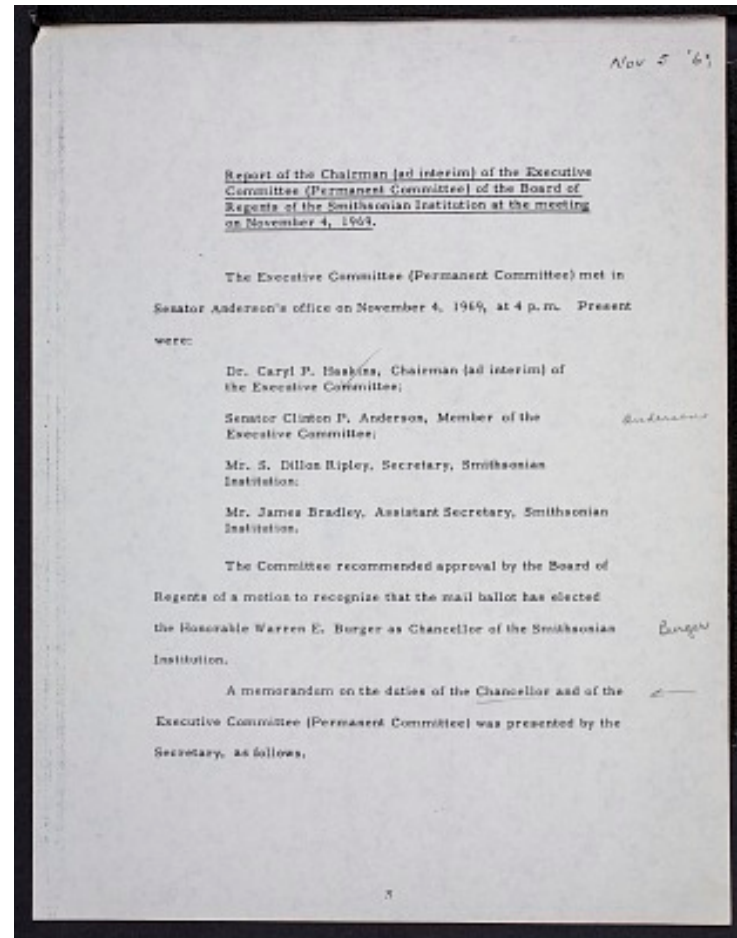 Nov 5 '69
Report of the Chairman (ad interim) of the Executive
Committee (Permanent Committee) of the Board of
Regents of the Smithsonian Institution at the meeting
on November 4, 1969.
The Executive Committee (Permanent Committee) met in
Senator Anderson's office on November 4, 1969, at 4 p.m. Present
were:
Dr. Caryl P. Haskins, Chairman (ad interim) of
the Executive Committee;
Senator Clinton P. Anderson, Member of the
Executive Committee;
Anderson
Mr. S. Dillon Ripley, Secretary, Smithsonian
Institution;
Mr. James Bradley, Assistant Secretary, Smithsonian
Institution.
The Committee recommended approval by the Board of
Regents of a motion to recognize that the mail ballot has elected
the Honorable Warren E. Burger as Chancellor of the Smithsonian
Burger
Institution.
A memorandum on the duties of the Chancellor and of the
Executive Committee (Permanent Committee) was presented by the
Secretary, as follows.